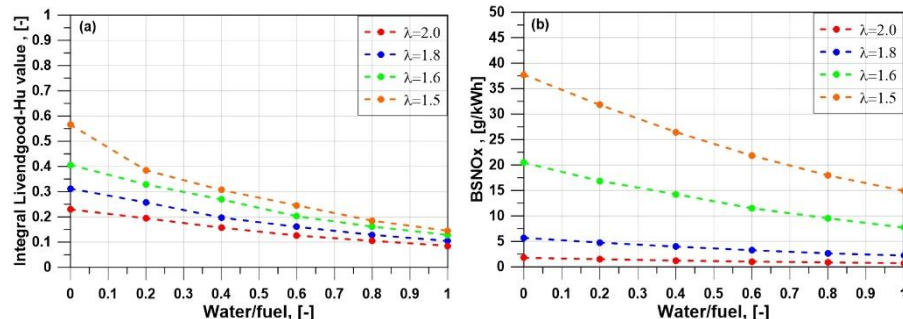 (a)
λ=2.0
λ=1.8
λ=1.6
λ=1.5
Integral Livendgood-Hu value , [-]
1
0.9
0.8
0.7
0.6
0.5
0.4
0.3
0.2
0.1
0
0 0.1 0.2 0.3 0.4 0.5 0.6 0.7 0.8 0.9 1
Water/fuel, [-]
(b)
λ=2.0
λ=1.8
λ=1.6
λ=1.5
BSNOx , [g/kWh]
50
45
40
35
30
25
20
15
10
5
0
0 0.1 0.2 0.3 0.4 0.5 0.6 0.7 0.8 0.9 1
Water/fuel, [-]